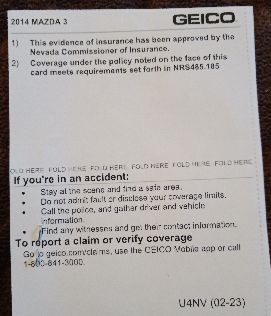 2014 MAZDA 3
GEICO
1) This evidence of insurance has been approved by the
Nevada Commissioner of Insurance.
2) Coverage under the policy noted on the face of this
card meets requirements set forth in NRS485.185
OLD HERE FOLD HERE FOLD HERE FOLD HERE FOLD HERE FOLD HERE FOLD HERE
If you're in an accident:
• Stay at the scene and find a safe area.
• Do not admit fault or disclose your coverage limits.
• Call the police, and gather driver and vehicle
information.
• Find any witnesses and get their contact information.
To report a claim or verify coverage
Go to geico.com/claims, use the GEICO Mobile app or call
1-800-841-3000.
U4NV (02-23)